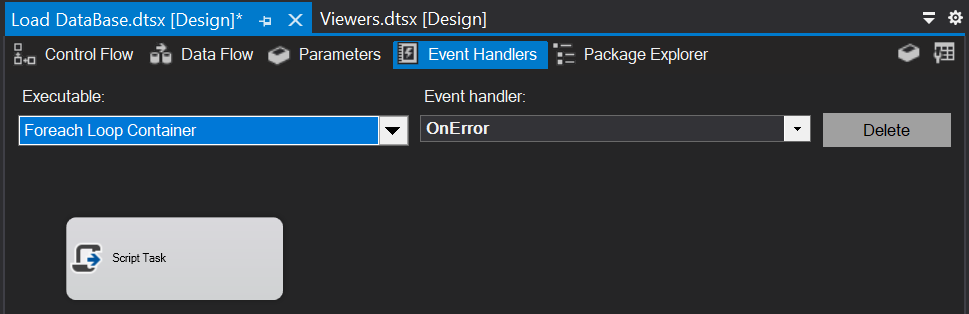 Load DataBase.dtsx [Design]* Viewers.dtsx [Design]
Control Flow Data Flow Parameters Event Handlers Package Explorer
Executable: Event handler:
Foreach Loop Container OnError Delete
Script Task